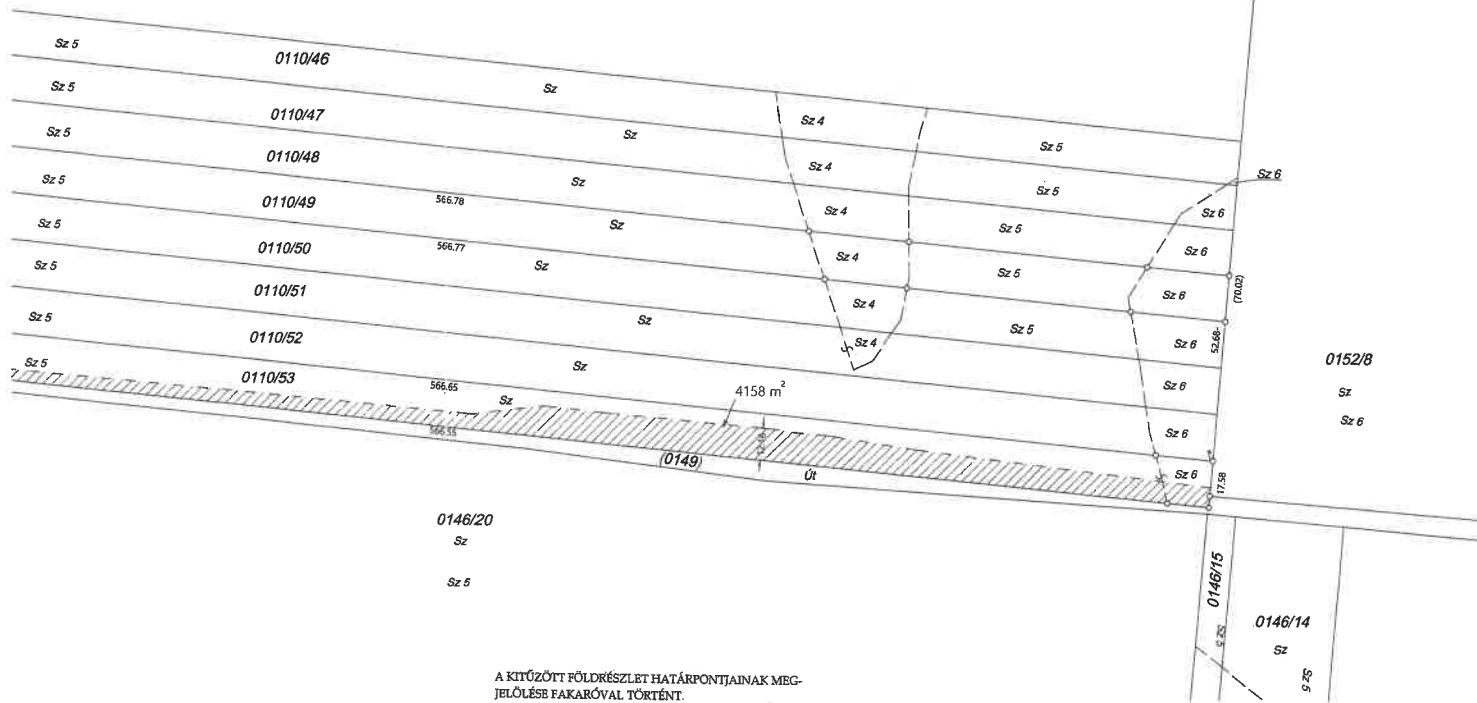 Sz 5
0110/46
Sz
Sz 4
Sz 5
Sz 5
0110/47
Sz
Sz 4
Sz 5
Sz 6
Sz 5
0110/48
Sz
Sz 4
Sz 5
Sz 6
Sz 5
0110/49
566.78
Sz
Sz 4
Sz 5
Sz 6
Sz 5
0110/50
566.77
Sz
Sz 4
Sz 5
Sz 6
(70.02)
Sz 5
0110/51
Sz
Sz 4
Sz 6
52.68
Sz 5
0110/52
Sz
Sz 6
Sz 5
0110/53
566.65
Sz
4158 m²
Sz 6
Sz 6
17.58
566.55
12.16
(0149)
Út
0152/8
Sz
Sz 6
0146/20
Sz
Sz 5
0146/15
Sz 5
0146/14
Sz
Sz 5
A KITŰZÖTT FÖLDRÉSZLET HATÁRPONTJAINAK MEG-
JELÖLÉSE FAKARÓVAL TÖRTÉNT.